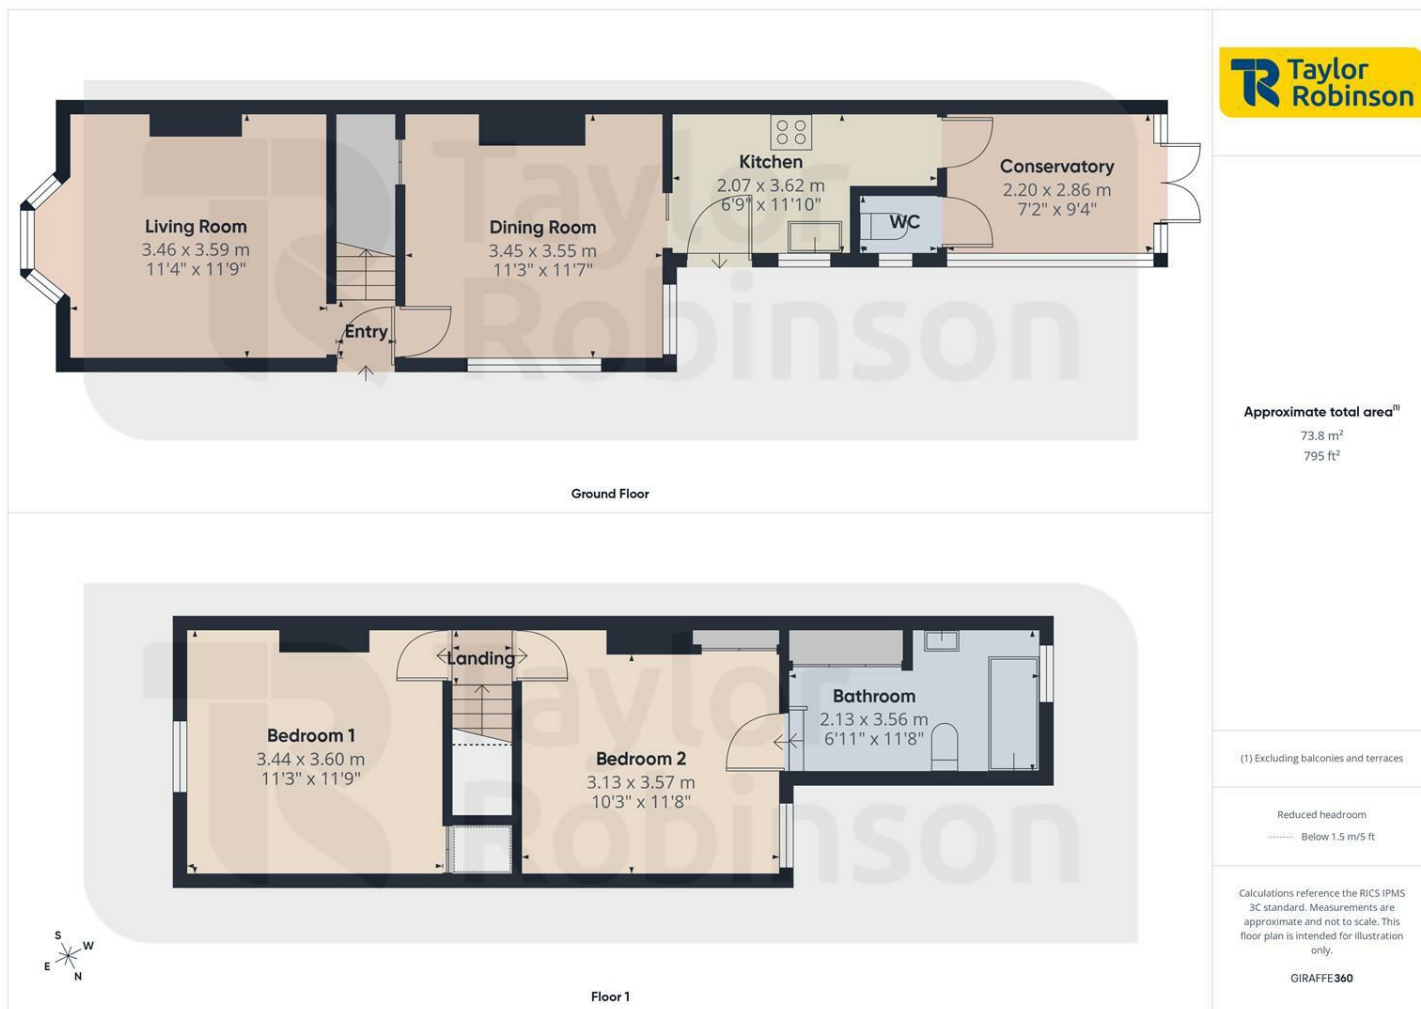 Taylor
Robinson
Living Room
3.46 x 3.59 m
11'4" x 11'9"
Entry
Dining Room
3.45 x 3.55 m
11'3" x 11'7"
Kitchen
2.07 x 3.62 m
6'9" x 11'10"
WC
Conservatory
2.20 x 2.86 m
7'2" x 9'4"
Taylor
Robinson
Ground Floor
Landing
Bedroom 1
3.44 x 3.60 m
11'3" x 11'9"
Bedroom 2
3.13 x 3.57 m
10'3" x 11'8"
Bathroom
2.13 x 3.56 m
6'11" x 11'8"
Taylor
Robinson
S
W
E
N
Floor 1
Approximate total area(1)
73.8 m²
795 ft²
(1) Excluding balconies and terraces
Reduced headroom
Below 1.5 m/5 ft
Calculations reference the RICS IPMS
3C standard. Measurements are
approximate and not to scale. This
floor plan is intended for illustration
only.
GIRAFFE360